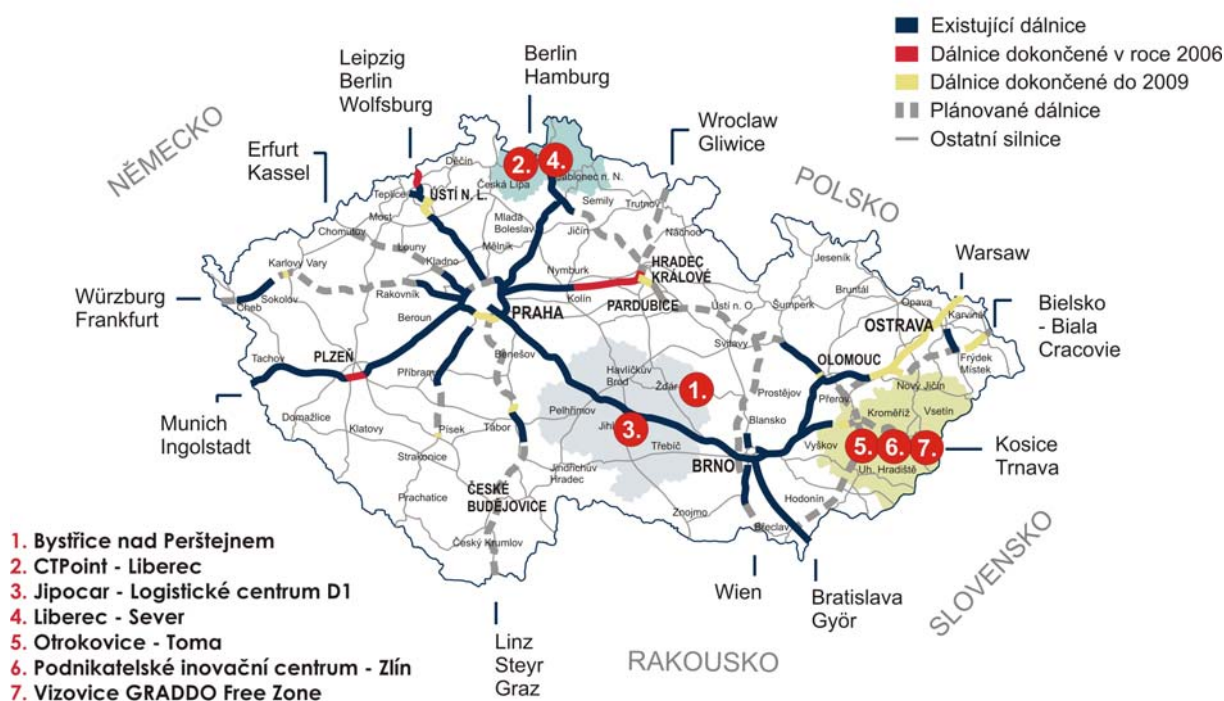 Existující dálnice
Dálnice dokončené v roce 2006
Dálnice dokončené do 2009
Plánované dálnice
Ostatní silnice
Leipzig
Berlin
Wolfsburg
Berlin
Hamburg
Wroclaw
Gliwice
NĚMECKO
Erfurt
Kassel
POLSKO
Warsaw
Bielsko
- Biala
Cracovie
Würzburg
Frankfurt
Munich
Ingolstadt
Kosice
Trnava
SLOVENSKO
Wien
Bratislava
Györ
RAKOUSKO
Linz
Steyr
Graz
Děčín
2.
4.
Teplice
ÚSTÍ N. L.
Česká Lípa
Jablonec n. N.
Most
Chomutov
Semily
Trutnov
Louny
Mělník
Mladá
Boleslav
Jičín
Náchod
Kladno
Karlovy Vary
Sokolov
Cheb
Rakovník
Nymburk
Kolín
HRADEC
KRÁLOVÉ
PARDUBICE
Beroun
PRAHA
Ústí n. O.
Šumperk
Jeseník
Bruntál
Opava
Karviná
OSTRAVA
Svitavy
OLOMOUC
Frýdek
Místek
Nový Jičín
Tachov
PLZEŇ
Příbram
Benešov
Havlíčkův
Brod
Žďár
1.
Prostějov
Přerov
Domažlice
Klatovy
Písek
Tábor
Pelhřimov
Jihl
3.
Třebíč
Blansko
BRNO
Vyškov
Kroměříž
Vsetín
5.
6.
7.
Uh. Hradiště
Strakonice
Prachatice
Jindřichův
Hradec
ČESKÉ
BUDĚJOVICE
Český Krumlov
Znojmo
Hodonín
Břeclav
1. Bystřice nad Perštejnem
2. CTPoint - Liberec
3. Jipocar - Logistické centrum D1
4. Liberec - Sever
5. Otrokovice - Toma
6. Podnikatelské inovační centrum - Zlín
7. Vizovice GRADDO Free Zone